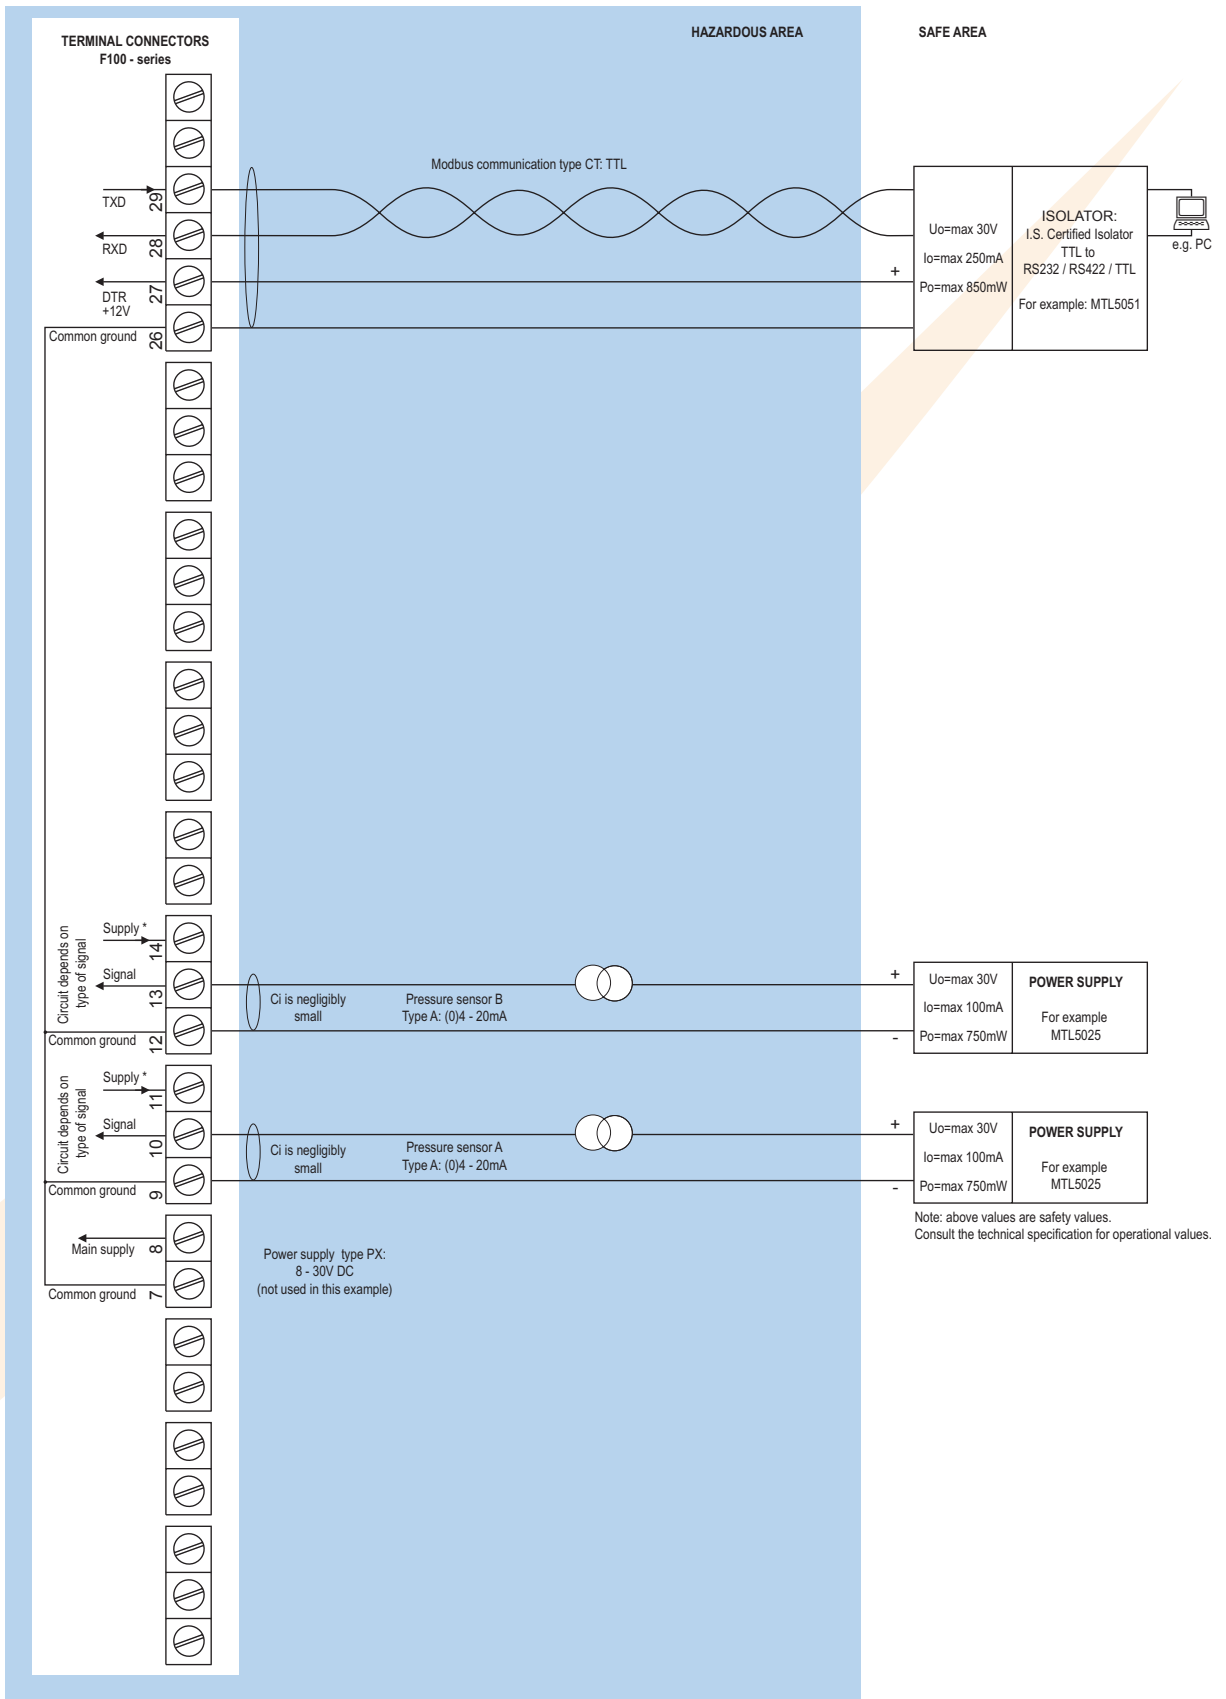 TERMINAL CONNECTORS
F100 - series
HAZARDOUS AREA
SAFE AREA
Modbus communication type CT: TTL
TXD
29
RXD
28
DTR
+12V
27
Common ground
26
+
Uo=max 30V
Io=max 250mA
Po=max 850mW
ISOLATOR:
I.S. Certified Isolator
TTL to
RS232 / RS422 / TTL
For example: MTL5051
e.g. PC
Circuit depends on
type of signal
Supply *
14
Signal
13
Common ground
12
Ci is negligibly
small
Pressure sensor B
Type A: (0)4 - 20mA
+
-
Uo=max 30V
Io=max 100mA
Po=max 750mW
POWER SUPPLY
For example
MTL5025
Circuit depends on
type of signal
Supply *
11
Signal
10
Common ground
9
Ci is negligibly
small
Pressure sensor A
Type A: (0)4 - 20mA
+
-
Uo=max 30V
Io=max 100mA
Po=max 750mW
POWER SUPPLY
For example
MTL5025
Note: above values are safety values.
Consult the technical specification for operational values.
Main supply
8
Common ground
7
Power supply type PX:
8 - 30V DC
(not used in this example)